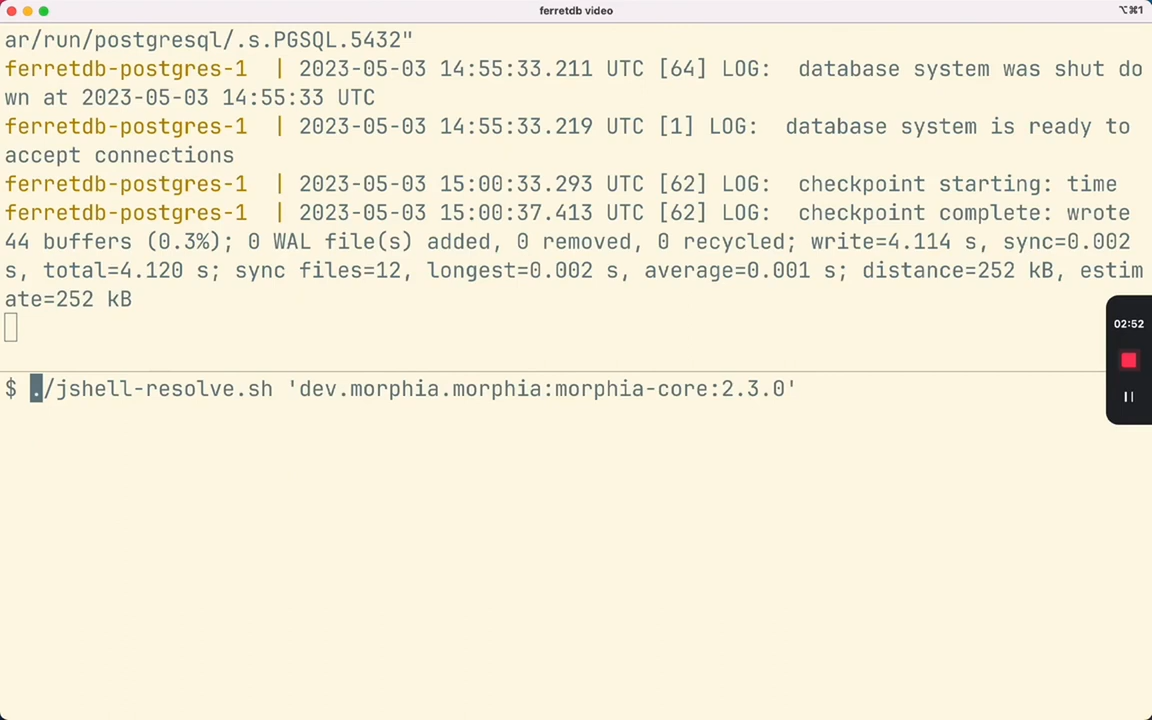 ferretdb video
⌥⌘1
ar/run/postgresql/.s.PGSQL.5432"
ferretdb-postgres-1  | 2023-05-03 14:55:33.211 UTC [64] LOG:  database system was shut do
wn at 2023-05-03 14:55:33 UTC
ferretdb-postgres-1  | 2023-05-03 14:55:33.219 UTC [1] LOG:  database system is ready to
accept connections
ferretdb-postgres-1  | 2023-05-03 15:00:33.293 UTC [62] LOG:  checkpoint starting: time
ferretdb-postgres-1  | 2023-05-03 15:00:37.413 UTC [62] LOG:  checkpoint complete: wrote
44 buffers (0.3%); 0 WAL file(s) added, 0 removed, 0 recycled; write=4.114 s, sync=0.002
s, total=4.120 s; sync files=12, longest=0.002 s, average=0.001 s; distance=252 kB, estim
ate=252 kB
02:52
$ ./jshell-resolve.sh 'dev.morphia.morphia:morphia-core:2.3.0'